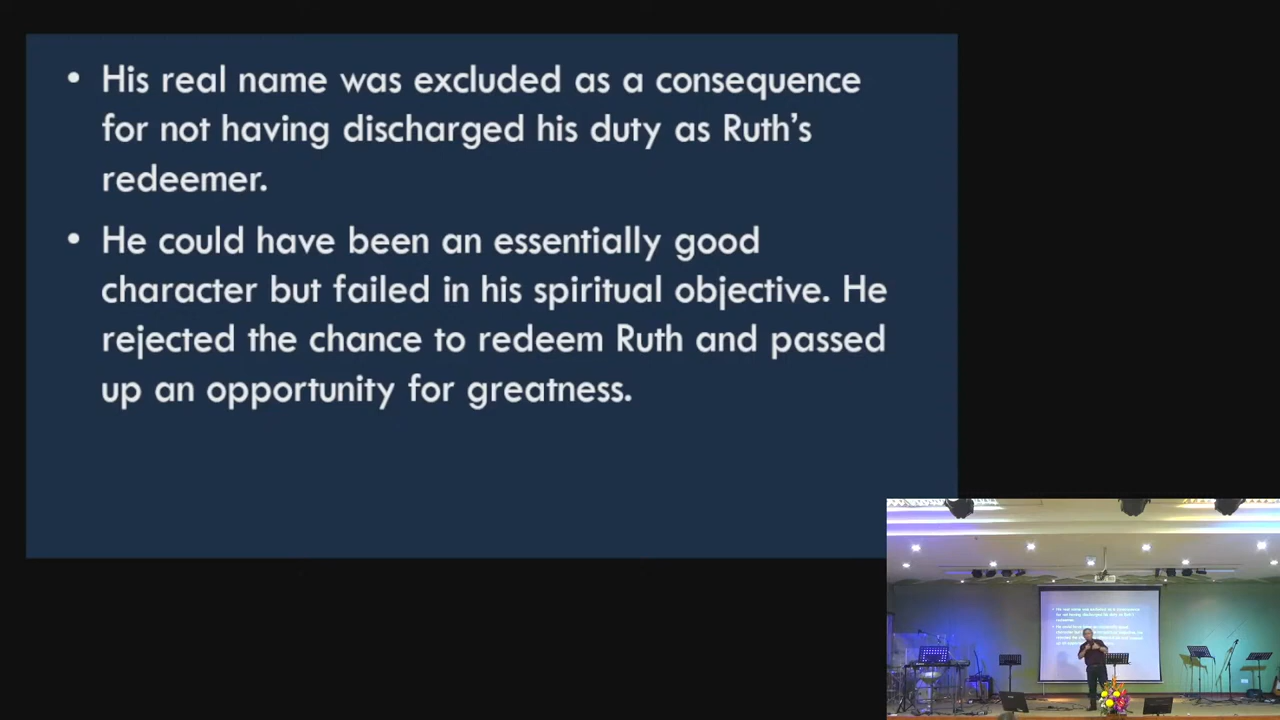 • His real name was excluded as a consequence
for not having discharged his duty as Ruth’s
redeemer.
• He could have been an essentially good
character but failed in his spiritual objective. He
rejected the chance to redeem Ruth and passed
up an opportunity for greatness.